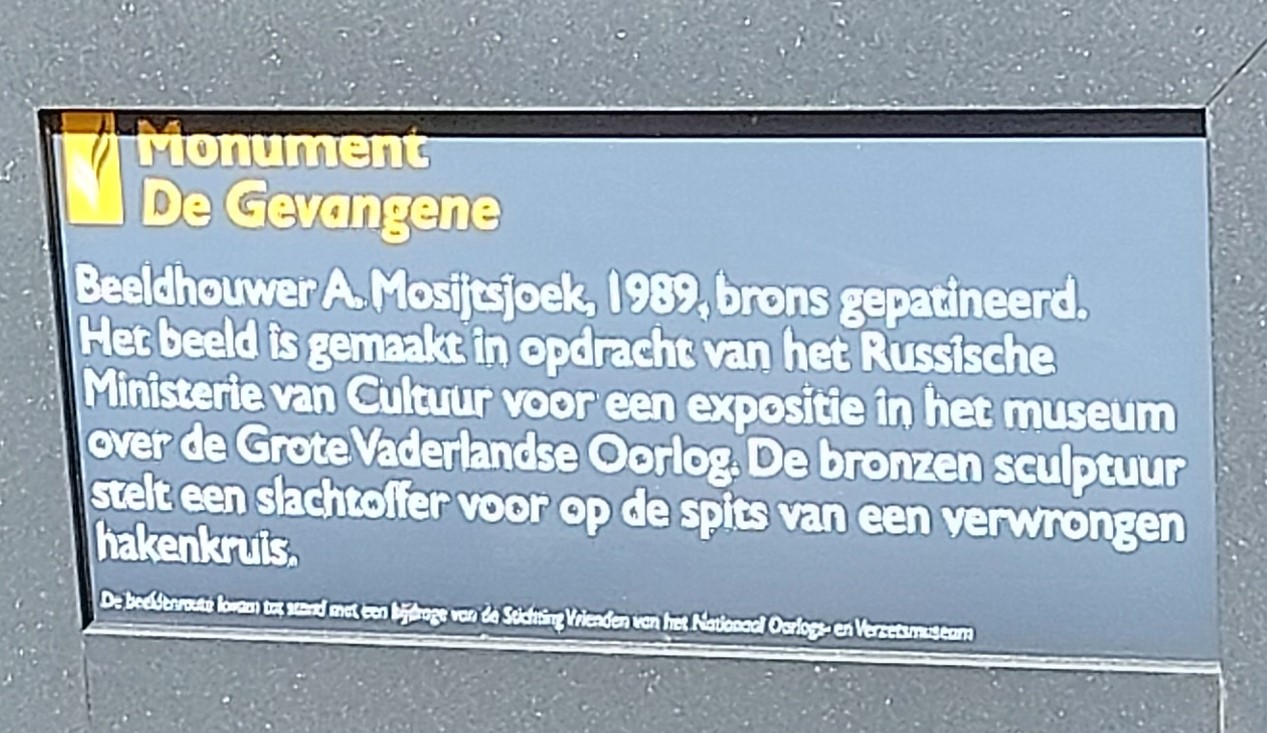 Monument
De Gevangene
Beeldhouwer A. Mosijtsjoek, 1989, brons gepatineerd.
Het beeld is gemaakt in opdracht van het Russische
Ministerie van Cultuur voor een expositie in het museum
over de Grote Vaderlandse Oorlog. De bronzen sculptuur
stelt een slachtoffer voor op de spits van een verwrongen
hakenkruis.
De beeldenroute kwam tot stand met een bijdrage van de Stichting Vrienden van het Nationaal Oorlogs- en Verzetsmuseum